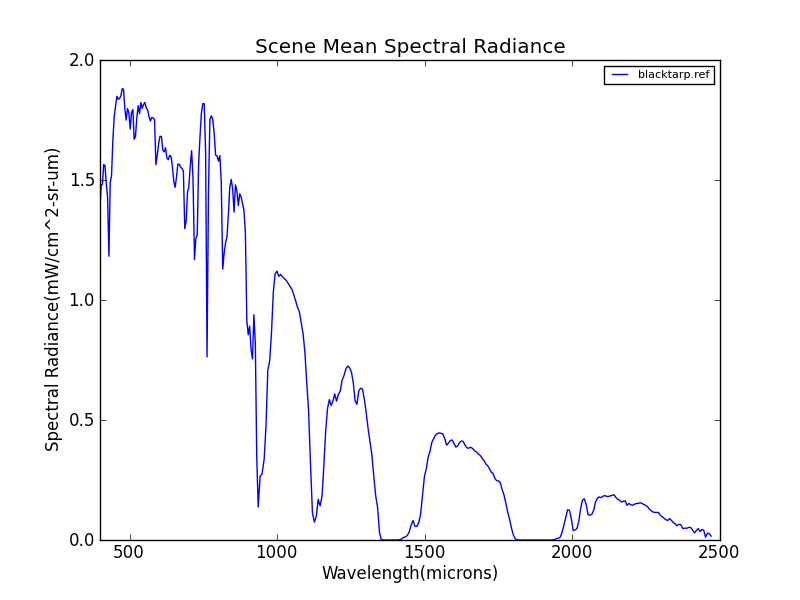 Scene Mean Spectral Radiance
blacktarp.ref
2.0
1.5
1.0
0.5
0.0
Spectral Radiance(mW/cm^2-sr-um)
500 1000 1500 2000 2500
Wavelength(microns)